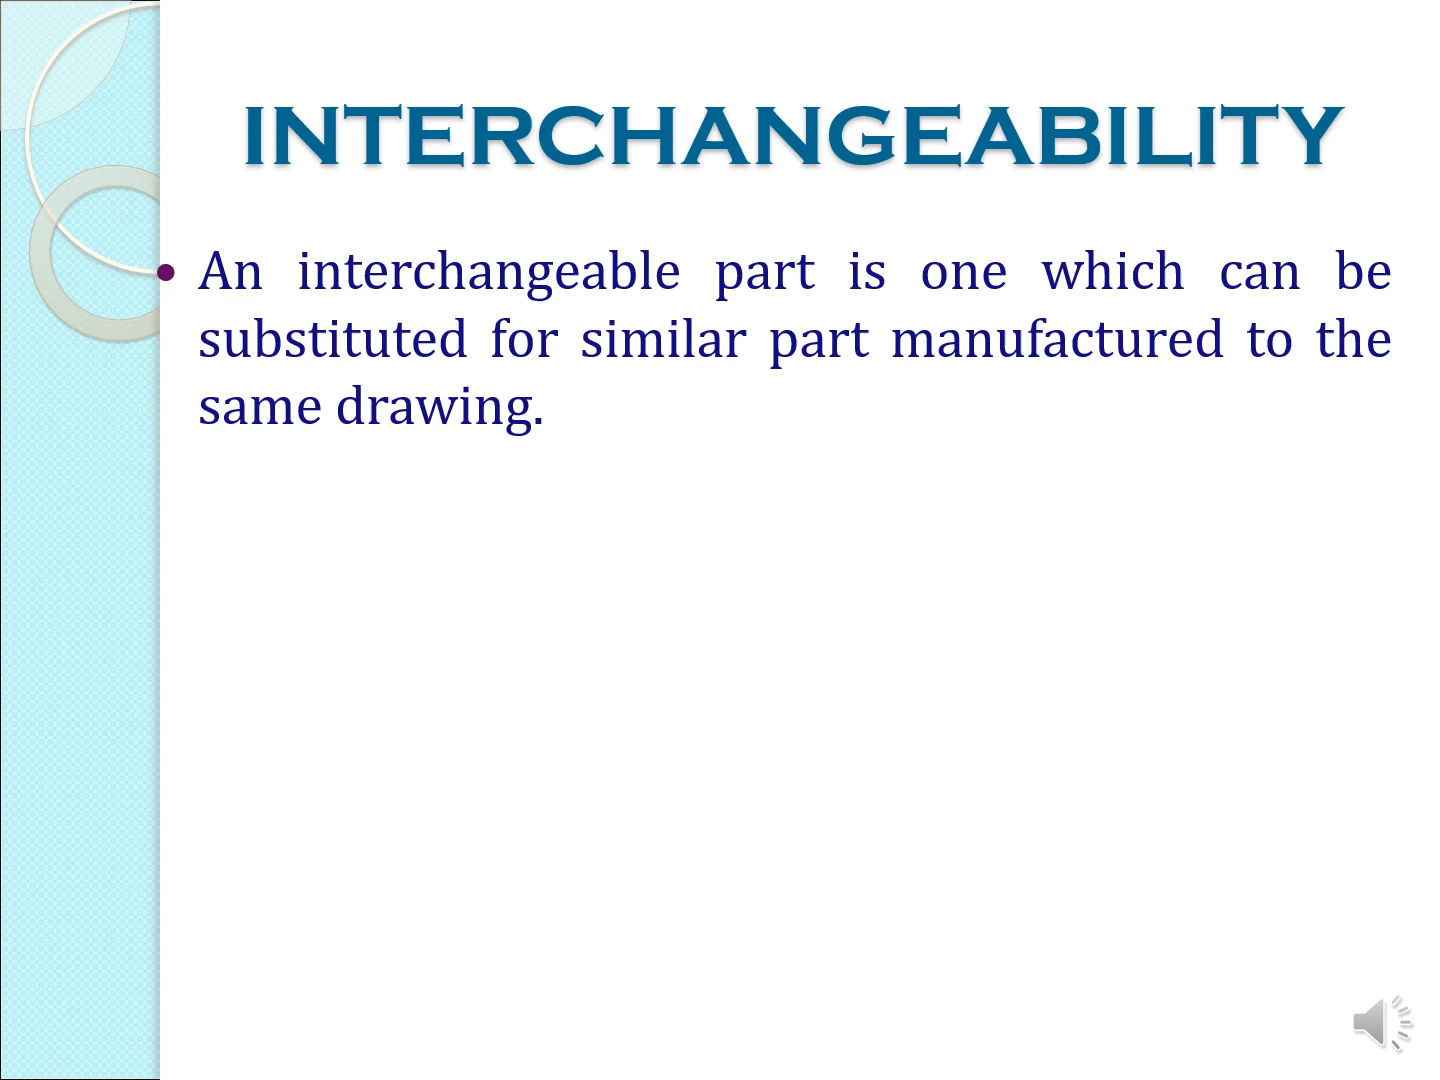 INTERCHANGEABILITY
• An interchangeable part is one which can be
substituted for similar part manufactured to the
same drawing.